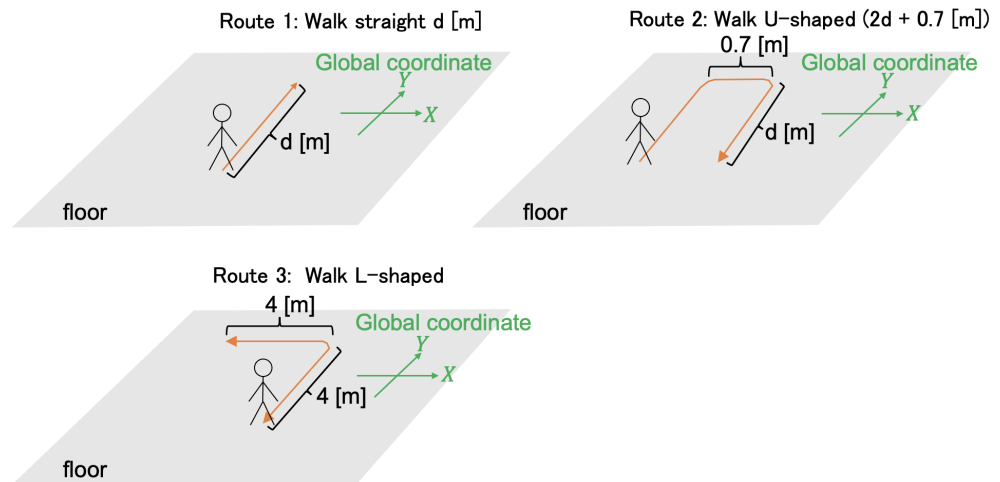 Route 1: Walk straight d [m]
Global coordinate
Y
X
d [m]
floor
Route 2: Walk U-shaped (2d + 0.7 [m])
0.7 [m]
Global coordinate
Y
X
d [m]
floor
Route 3: Walk L-shaped
4 [m]
Global coordinate
Y
X
4 [m]
floor